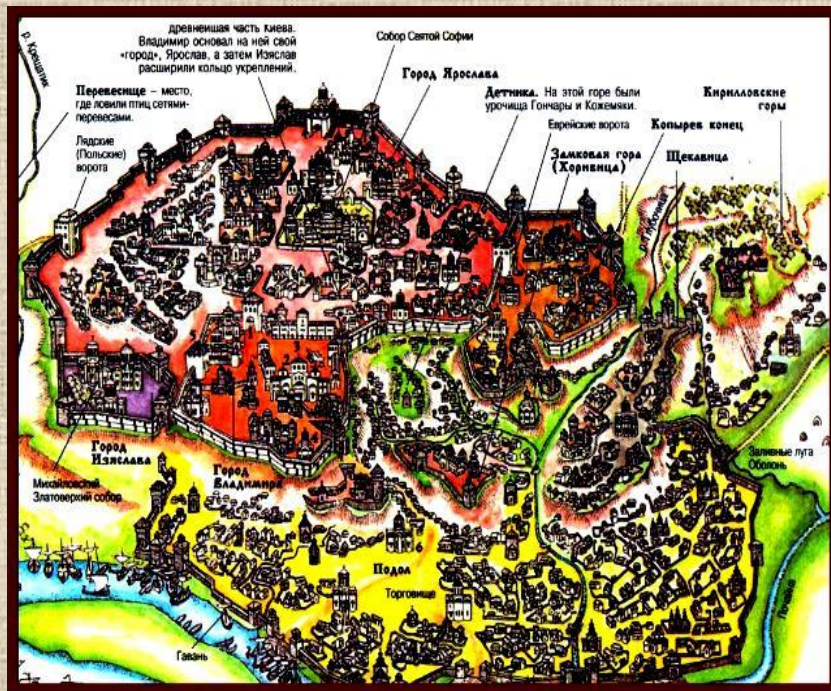 древнейшая часть Киева.
Владимир основал на ней свой
«город», Ярослав, а затем Изяслав
расширили кольцо укреплений.
Собор Святой Софии
р. Крещатик
Перевесище – место,
где ловили птиц сетями-
перевесами.
Город Ярослава
Детинка. На этой горе были
урочища Гончары и Кожемяки.
Кирилловские
горы
Лядские
(Польские)
ворота
Еврейские ворота
Копырев конец
Замковая гора
(Хоривица)
Щекавица
Город
Изяслава
Михайловский
Златоверхий собор
Город
Владимира
Заливные луга
Оболонь
4
6
Подол
Торговище
Гавань